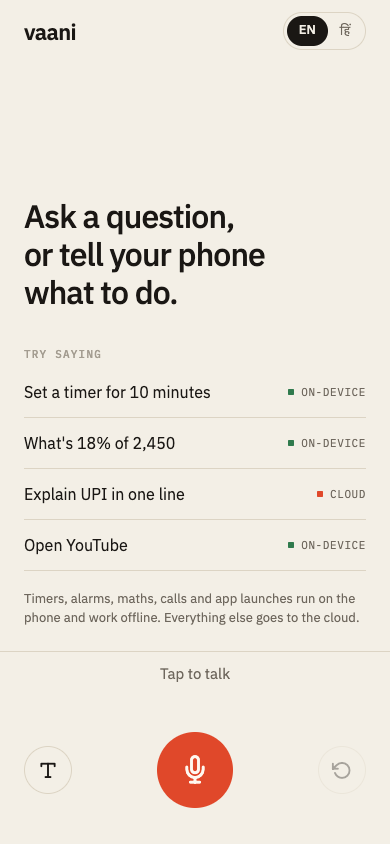 vaani
EN हिं
Ask a question,
or tell your phone
what to do.
TRY SAYING
Set a timer for 10 minutes ON-DEVICE
What's 18% of 2,450 ON-DEVICE
Explain UPI in one line CLOUD
Open YouTube ON-DEVICE
Timers, alarms, maths, calls and app launches run on the
phone and work offline. Everything else goes to the cloud.
Tap to talk